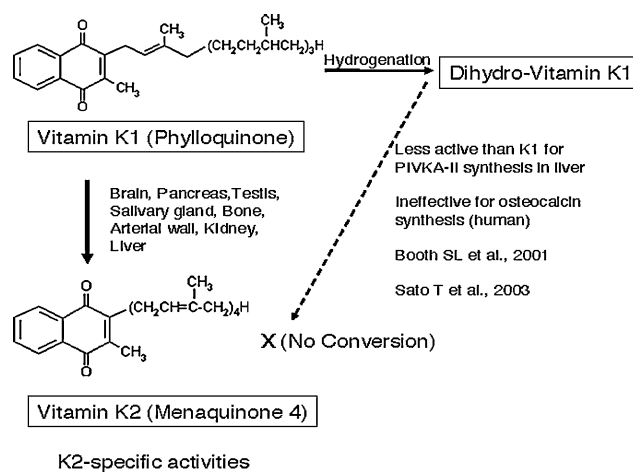 O
CH₃
CH₃
(CH₂CH₂CHCH₂)₃H
CH₃
O
Hydrogenation
Dihydro-Vitamin K1
Vitamin K1 (Phylloquinone)
Less active than K1 for
PIVKA-II synthesis in liver
Ineffective for osteocalcin
synthesis (human)
Booth SL et al., 2001
Sato T et al., 2003
Brain, Pancreas,Testis,
Salivary gland, Bone,
Arterial wall, Kidney,
Liver
O
CH₃
(CH₂CH=CCH₂)₄H
CH₃
O
X (No Conversion)
Vitamin K2 (Menaquinone 4)
K2-specific activities